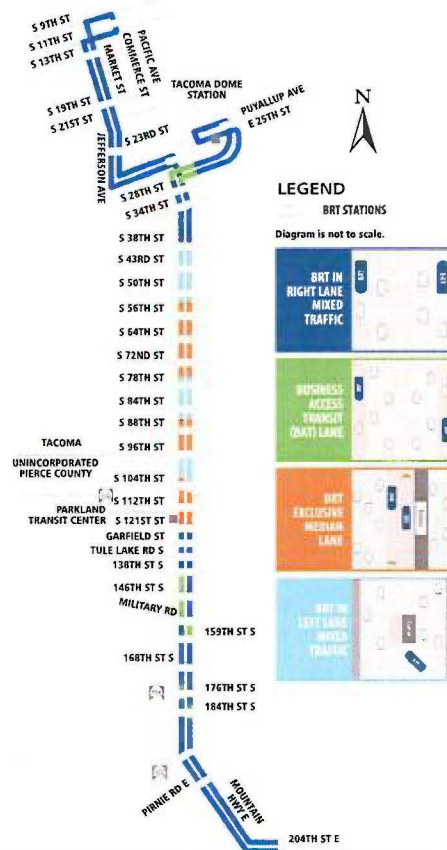 S 9TH ST
S 11TH ST
S 13TH ST
PACIFIC AVE
COMMERCE ST
MARKET ST
S 19TH ST
S 21ST ST
JEFFERSON AVE
S 23RD ST
TACOMA DOME
STATION
PUYALLUP AVE
E 25TH ST
N
S 28TH ST
S 34TH ST
S 38TH ST
S 43RD ST
S 50TH ST
S 56TH ST
S 64TH ST
S 72ND ST
S 78TH ST
S 84TH ST
S 88TH ST
S 96TH ST
TACOMA
UNINCORPORATED
PIERCE COUNTY
S 104TH ST
S 112TH ST
PARKLAND
TRANSIT CENTER
S 121ST ST
GARFIELD ST
TULE LAKE RD S
138TH ST S
146TH ST S
MILITARY RD
159TH ST S
168TH ST S
176TH ST S
184TH ST S
PIRNIE RD E
MOUNTAIN
HWY E
204TH ST E
LEGEND
BRT STATIONS
Diagram is not to scale.
BRT IN
RIGHT LANE
MIXED
TRAFFIC
BUSINESS
ACCESS
TRANSIT
(BAT) LANE
BRT
EXCLUSIVE
MEDIAN
LANE
BRT IN
LEFT LANE
MIXED
TRAFFIC